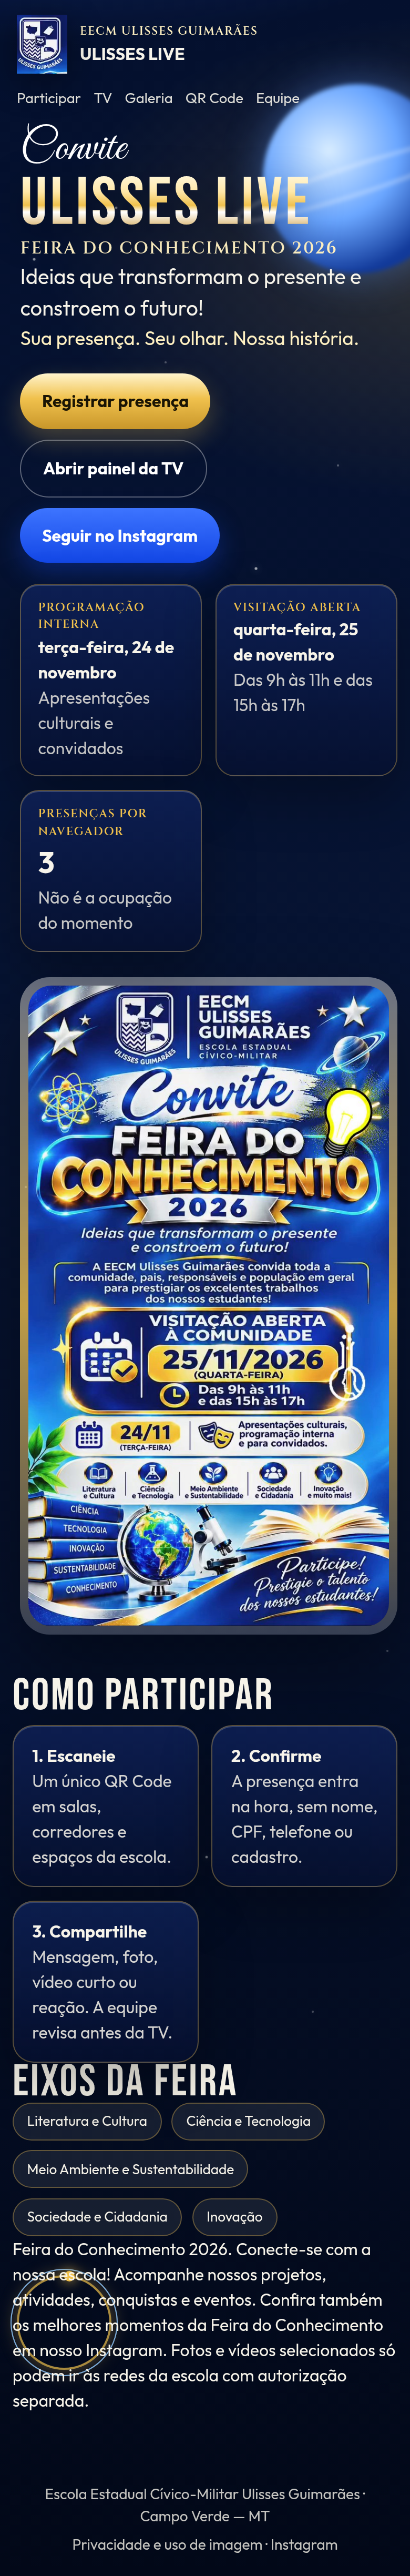 EECM ULISSES GUIMARÃES
ULISSES LIVE
Participar TV Galeria QR Code Equipe
Convite
ULISSES LIVE
FEIRA DO CONHECIMENTO 2026
Ideias que transformam o presente e
constroem o futuro!
Sua presença. Seu olhar. Nossa história.
Registrar presença
Abrir painel da TV
Seguir no Instagram
PROGRAMAÇÃO
INTERNA
terça-feira, 24 de
novembro
Apresentações
culturais e
convidados
VISITAÇÃO ABERTA
quarta-feira, 25
de novembro
Das 9h às 11h e das
15h às 17h
PRESENÇAS POR
NAVEGADOR
3
Não é a ocupação
do momento
EECM
ULISSES
GUIMARÃES
ESCOLA ESTADUAL
CÍVICO-MILITAR
Convite
FEIRA DO
CONHECIMENTO
2026
Ideias que transformam o presente
e constroem o futuro!
A EECM Ulisses Guimarães convida toda a
comunidade, pais, responsáveis e população em geral
para prestigiar os excelentes trabalhos
dos nossos estudantes!
VISITAÇÃO ABERTA
À COMUNIDADE
25/11/2026
(QUARTA-FEIRA)
Das 9h às 11h
e das 15h às 17h
24/11
(TERÇA-FEIRA)
Apresentações culturais,
programação interna
e para convidados.
Literatura
e Cultura
Ciência
e Tecnologia
Meio Ambiente
e Sustentabilidade
Sociedade
e Cidadania
Inovação
e muito mais!
CIÊNCIA
TECNOLOGIA
INOVAÇÃO
SUSTENTABILIDADE
CONHECIMENTO
Participe!
Prestigie o talento
dos nossos estudantes!
COMO PARTICIPAR
1. Escaneie
Um único QR Code
em salas,
corredores e
espaços da escola.
2. Confirme
A presença entra
na hora, sem nome,
CPF, telefone ou
cadastro.
3. Compartilhe
Mensagem, foto,
vídeo curto ou
reação. A equipe
revisa antes da TV.
EIXOS DA FEIRA
Literatura e Cultura
Ciência e Tecnologia
Meio Ambiente e Sustentabilidade
Sociedade e Cidadania
Inovação
Feira do Conhecimento 2026. Conecte-se com a
nossa escola! Acompanhe nossos projetos,
atividades, conquistas e eventos. Confira também
os melhores momentos da Feira do Conhecimento
em nosso Instagram. Fotos e vídeos selecionados só
podem ir às redes da escola com autorização
separada.
Escola Estadual Cívico-Militar Ulisses Guimarães ·
Campo Verde — MT
Privacidade e uso de imagem · Instagram